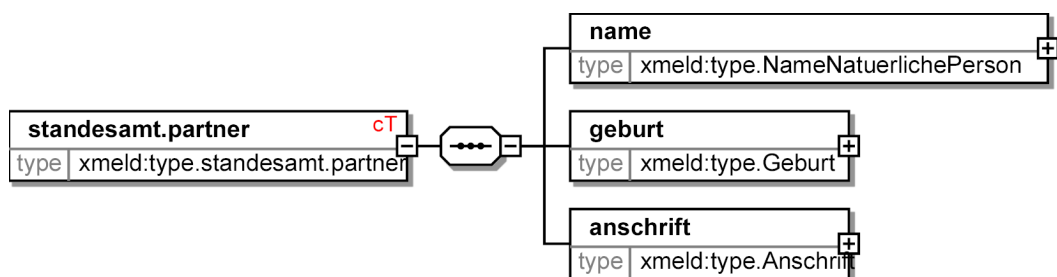 name
type xmeld:type.NameNatuerlichePerson
standesamt.partner cT
type xmeld:type.standesamt.partner
geburt
type xmeld:type.Geburt
anschrift
type xmeld:type.Anschrift